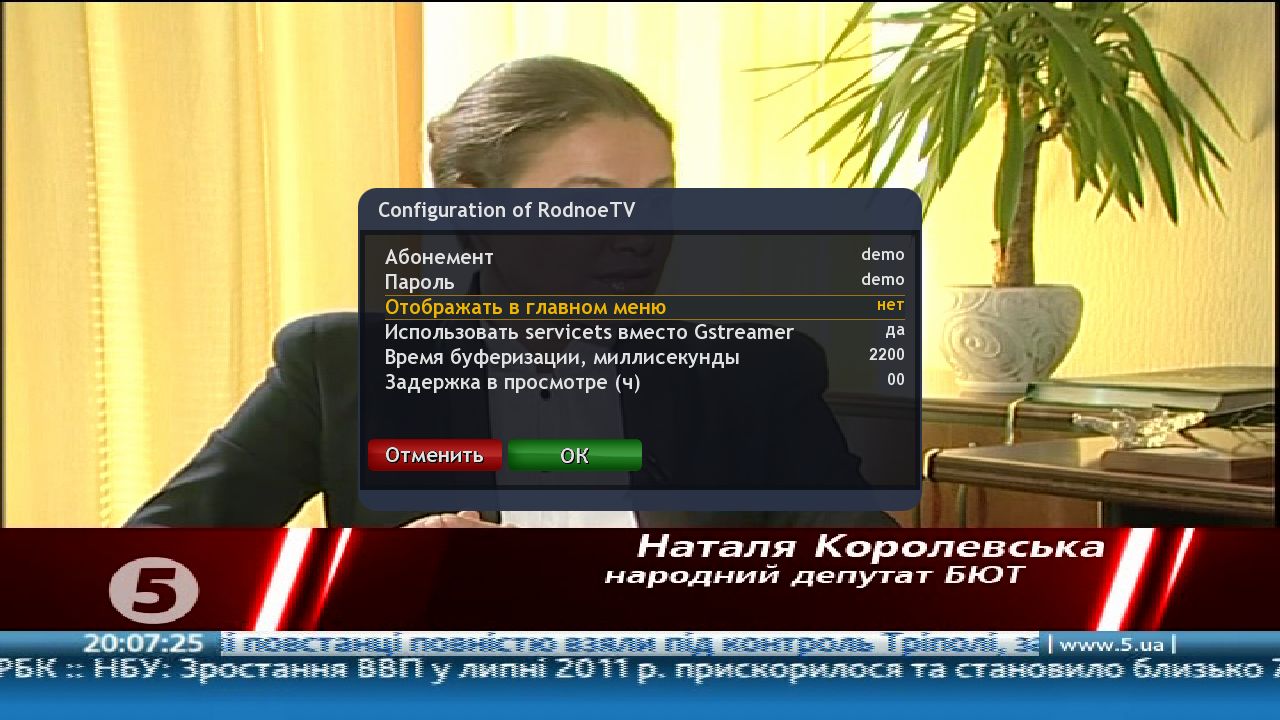 Configuration of RodnoeTV
Абонемент demo
Пароль demo
Отображать в главном меню нет
Использовать servicets вместо Gstreamer да
Время буферизации, миллисекунды 2200
Задержка в просмотре (ч) 00
Отменить OK
Наталя Королевська
народний депутат БЮТ
5
20:07:25 і повстанці повністю взяли під контроль Тріполі, за | www.5.ua |
РБК :: НБУ: Зростання ВВП у липні 2011 р. прискорилося та становило близько